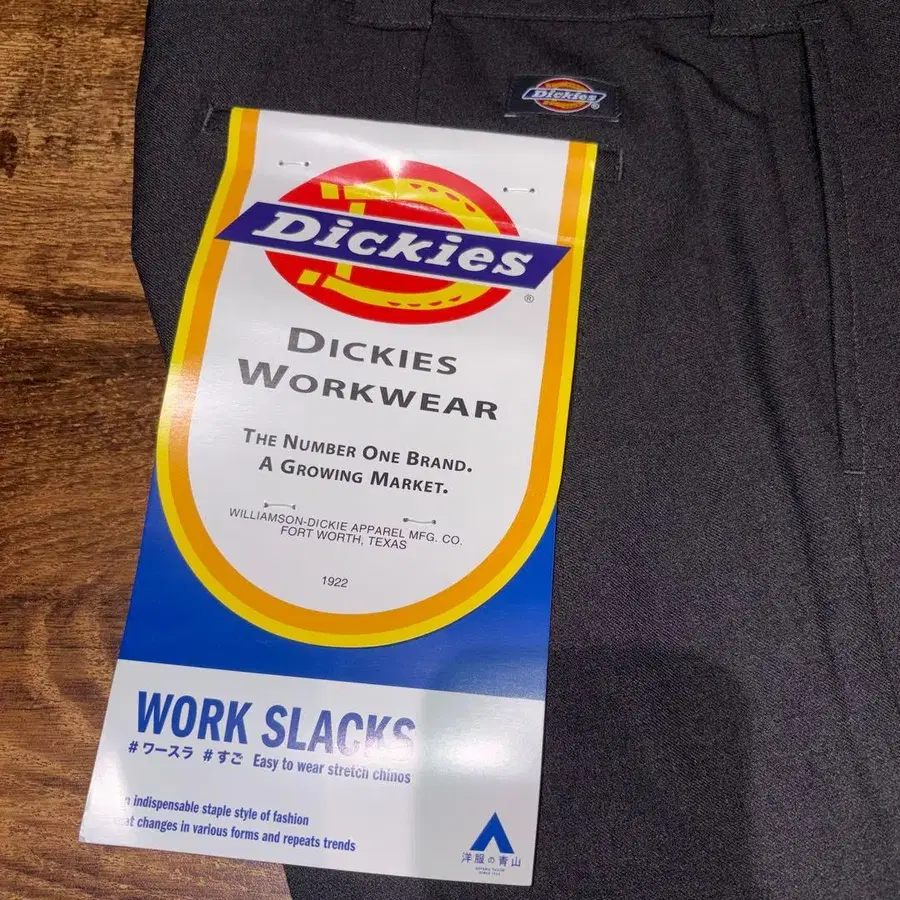 Dickies
®
Dickies
®
DICKIES
WORKWEAR
THE NUMBER ONE BRAND.
A GROWING MARKET.
WILLIAMSON-DICKIE APPAREL MFG. CO.
FORT WORTH, TEXAS
1922
WORK SLACKS
#ワースラ #すご Easy to wear stretch chinos
indispensable staple style of fashion
changes in various forms and repeats trends
洋服の青山